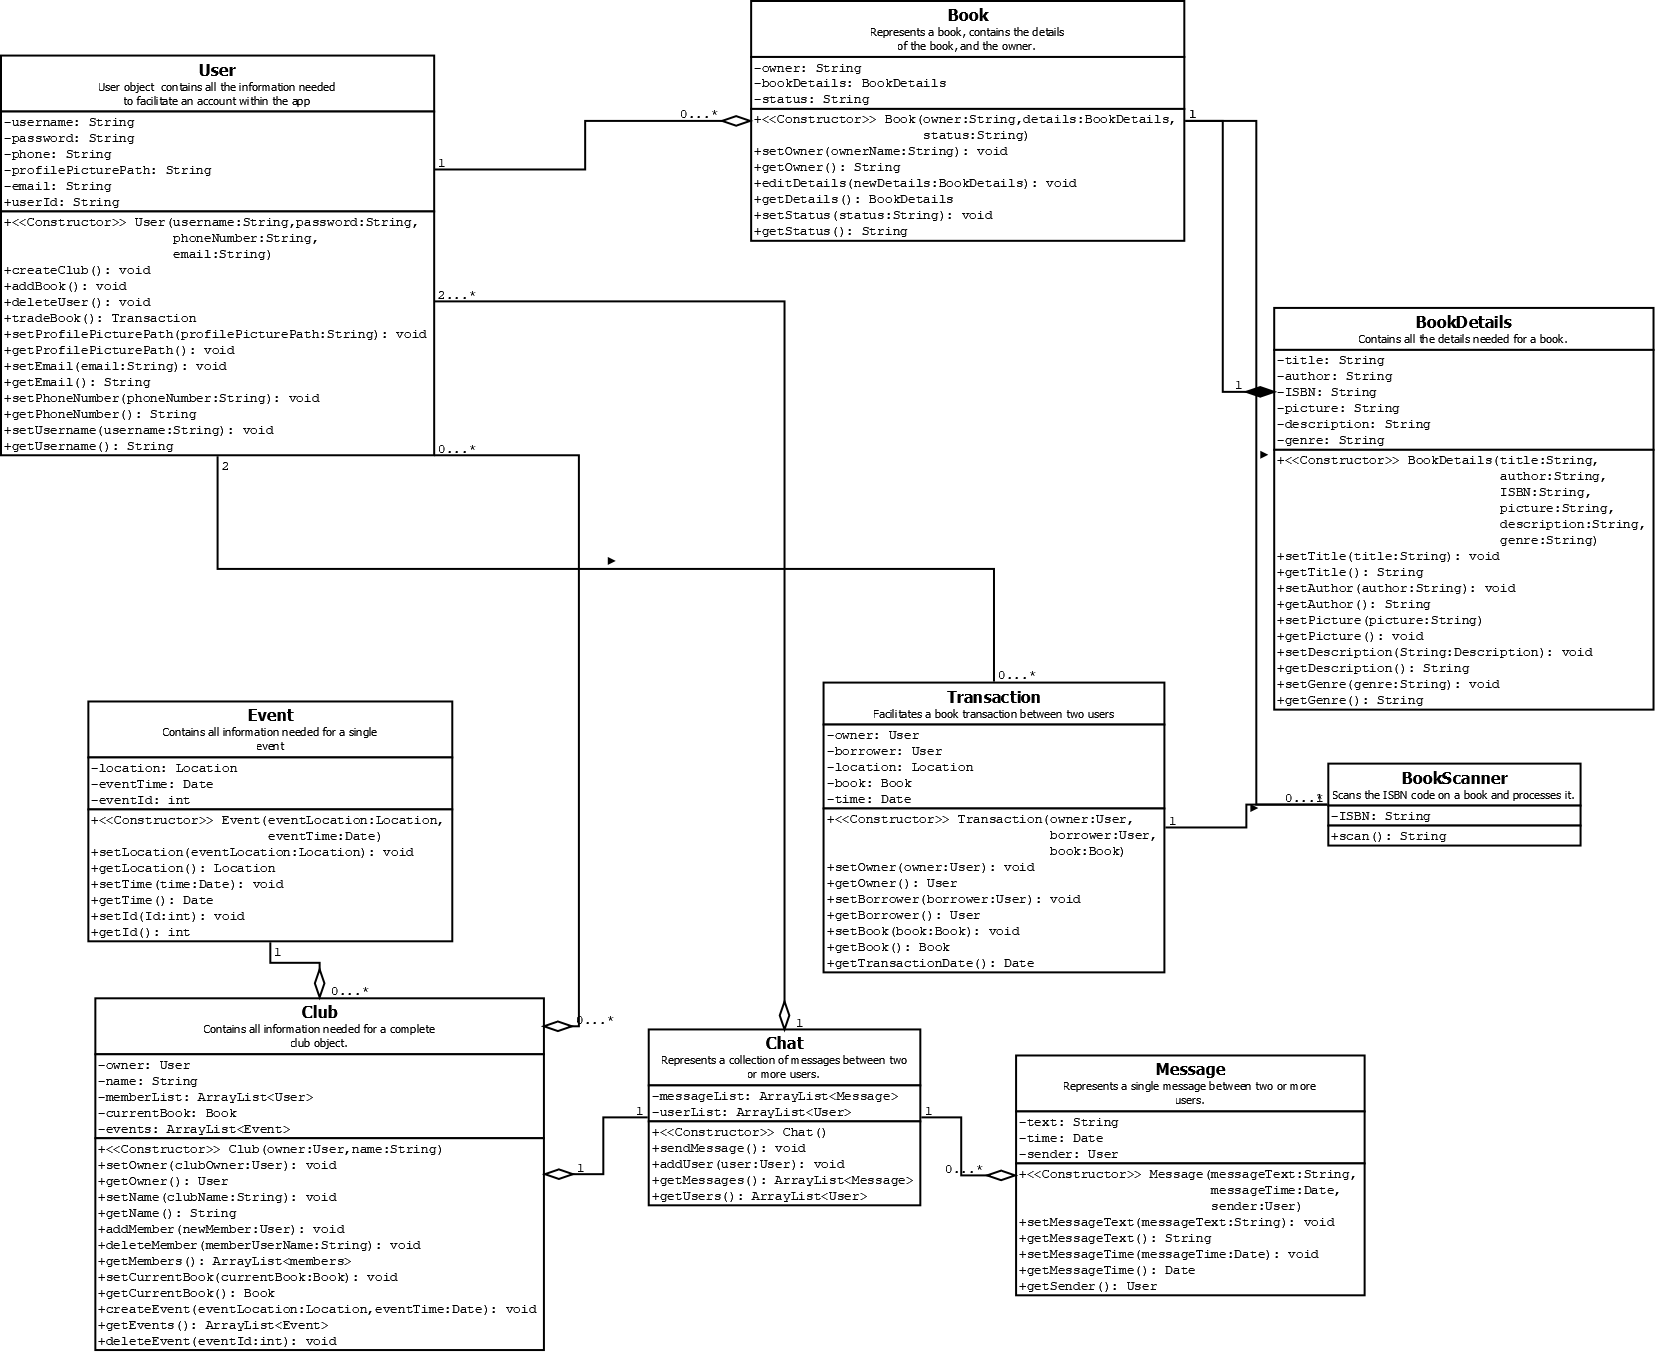 Book
Represents a book, contains the details
of the book, and the owner.
-owner: String
-bookDetails: BookDetails
-status: String
+<<Constructor>> Book(owner:String,details:BookDetails,
status:String)
+setOwner(ownerName:String): void
+getOwner(): String
+editDetails(newDetails:BookDetails): void
+getDetails(): BookDetails
+setStatus(status:String): void
+getStatus(): String
User
User object contains all the information needed
to facilitate an account within the app
-username: String
-password: String
-phone: String
-profilePicturePath: String
-email: String
+userId: String
+<<Constructor>> User(username:String,password:String,
phoneNumber:String,
email:String)
+createClub(): void
+addBook(): void
+deleteUser(): void
+tradeBook(): Transaction
+setProfilePicturePath(profilePicturePath:String): void
+getProfilePicturePath(): void
+setEmail(email:String): void
+getEmail(): String
+setPhoneNumber(phoneNumber:String): void
+getPhoneNumber(): String
+setUsername(username:String): void
+getUsername(): String
1
0...*
1
2...*
0...*
2
1
BookDetails
Contains all the details needed for a book.
-title: String
-author: String
-ISBN: String
-picture: String
-description: String
-genre: String
+<<Constructor>> BookDetails(title:String,
author:String,
ISBN:String,
picture:String,
description:String,
genre:String)
+setTitle(title:String): void
+getTitle(): String
+setAuthor(author:String): void
+getAuthor(): String
+setPicture(picture:String)
+getPicture(): void
+setDescription(String:Description): void
+getDescription(): String
+setGenre(genre:String): void
+getGenre(): String
0...*
Transaction
Facilitates a book transaction between two users
-owner: User
-borrower: User
-location: Location
-book: Book
-time: Date
+<<Constructor>> Transaction(owner:User,
borrower:User,
book:Book)
+setOwner(owner:User): void
+getOwner(): User
+setBorrower(borrower:User): void
+getBorrower(): User
+setBook(book:Book): void
+getBook(): Book
+getTransactionDate(): Date
1
0...*
1
BookScanner
Scans the ISBN code on a book and processes it.
-ISBN: String
+scan(): String
Event
Contains all information needed for a single
event
-location: Location
-eventTime: Date
-eventId: int
+<<Constructor>> Event(eventLocation:Location,
eventTime:Date)
+setLocation(eventLocation:Location): void
+getLocation(): Location
+setTime(time:Date): void
+getTime(): Date
+setId(Id:int): void
+getId(): int
1
0...*
0...*
Club
Contains all information needed for a complete
club object.
-owner: User
-name: String
-memberList: ArrayList<User>
-currentBook: Book
-events: ArrayList<Event>
+<<Constructor>> Club(owner:User,name:String)
+setOwner(clubOwner:User): void
+getOwner(): User
+setName(clubName:String): void
+getName(): String
+addMember(newMember:User): void
+deleteMember(memberUserName:String): void
+getMembers(): ArrayList<members>
+setCurrentBook(currentBook:Book): void
+getCurrentBook(): Book
+createEvent(eventLocation:Location,eventTime:Date): void
+getEvents(): ArrayList<Event>
+deleteEvent(eventId:int): void
1
1
1
Chat
Represents a collection of messages between two
or more users.
-messageList: ArrayList<Message>
-userList: ArrayList<User>
+<<Constructor>> Chat()
+sendMessage(): void
+addUser(user:User): void
+getMessages(): ArrayList<Message>
+getUsers(): ArrayList<User>
1
0...*
Message
Represents a single message between two or more
users.
-text: String
-time: Date
-sender: User
+<<Constructor>> Message(messageText:String,
messageTime:Date,
sender:User)
+setMessageText(messageText:String): void
+getMessageText(): String
+setMessageTime(messageTime:Date): void
+getMessageTime(): Date
+getSender(): User